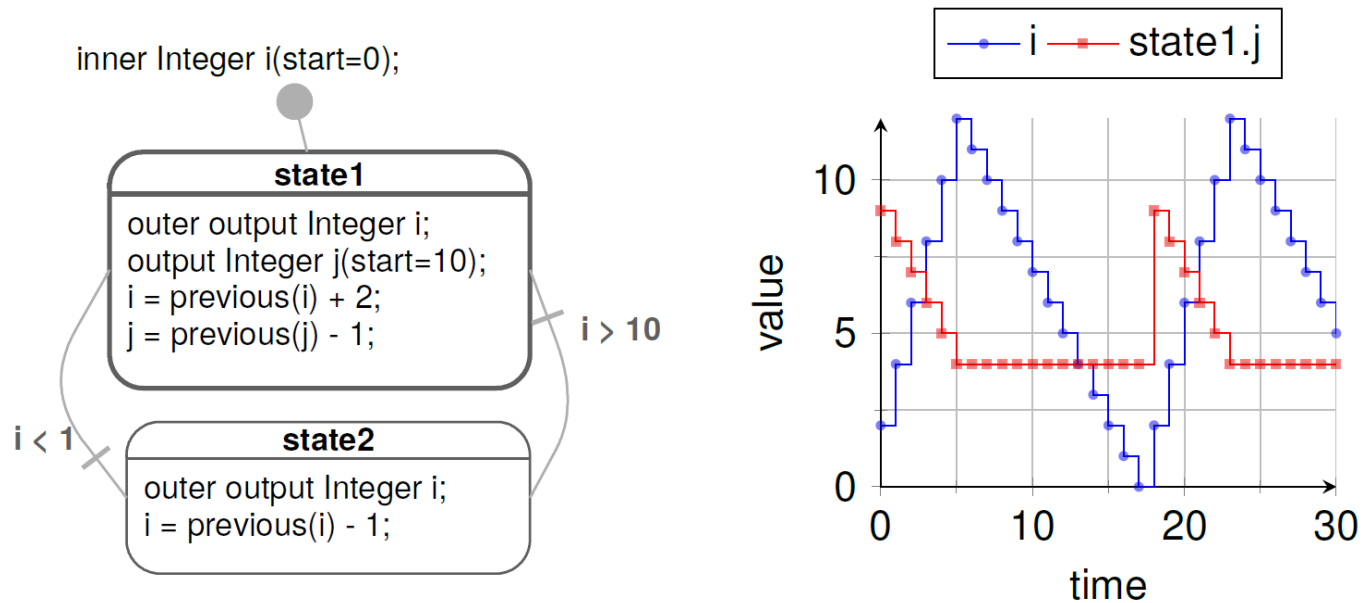 inner Integer i(start=0);
state1
outer output Integer i;
output Integer j(start=10);
i = previous(i) + 2;
j = previous(j) - 1;
i > 10
i < 1
state2
outer output Integer i;
i = previous(i) - 1;
i state1.j
10
5
0
value
0 10 20 30
time